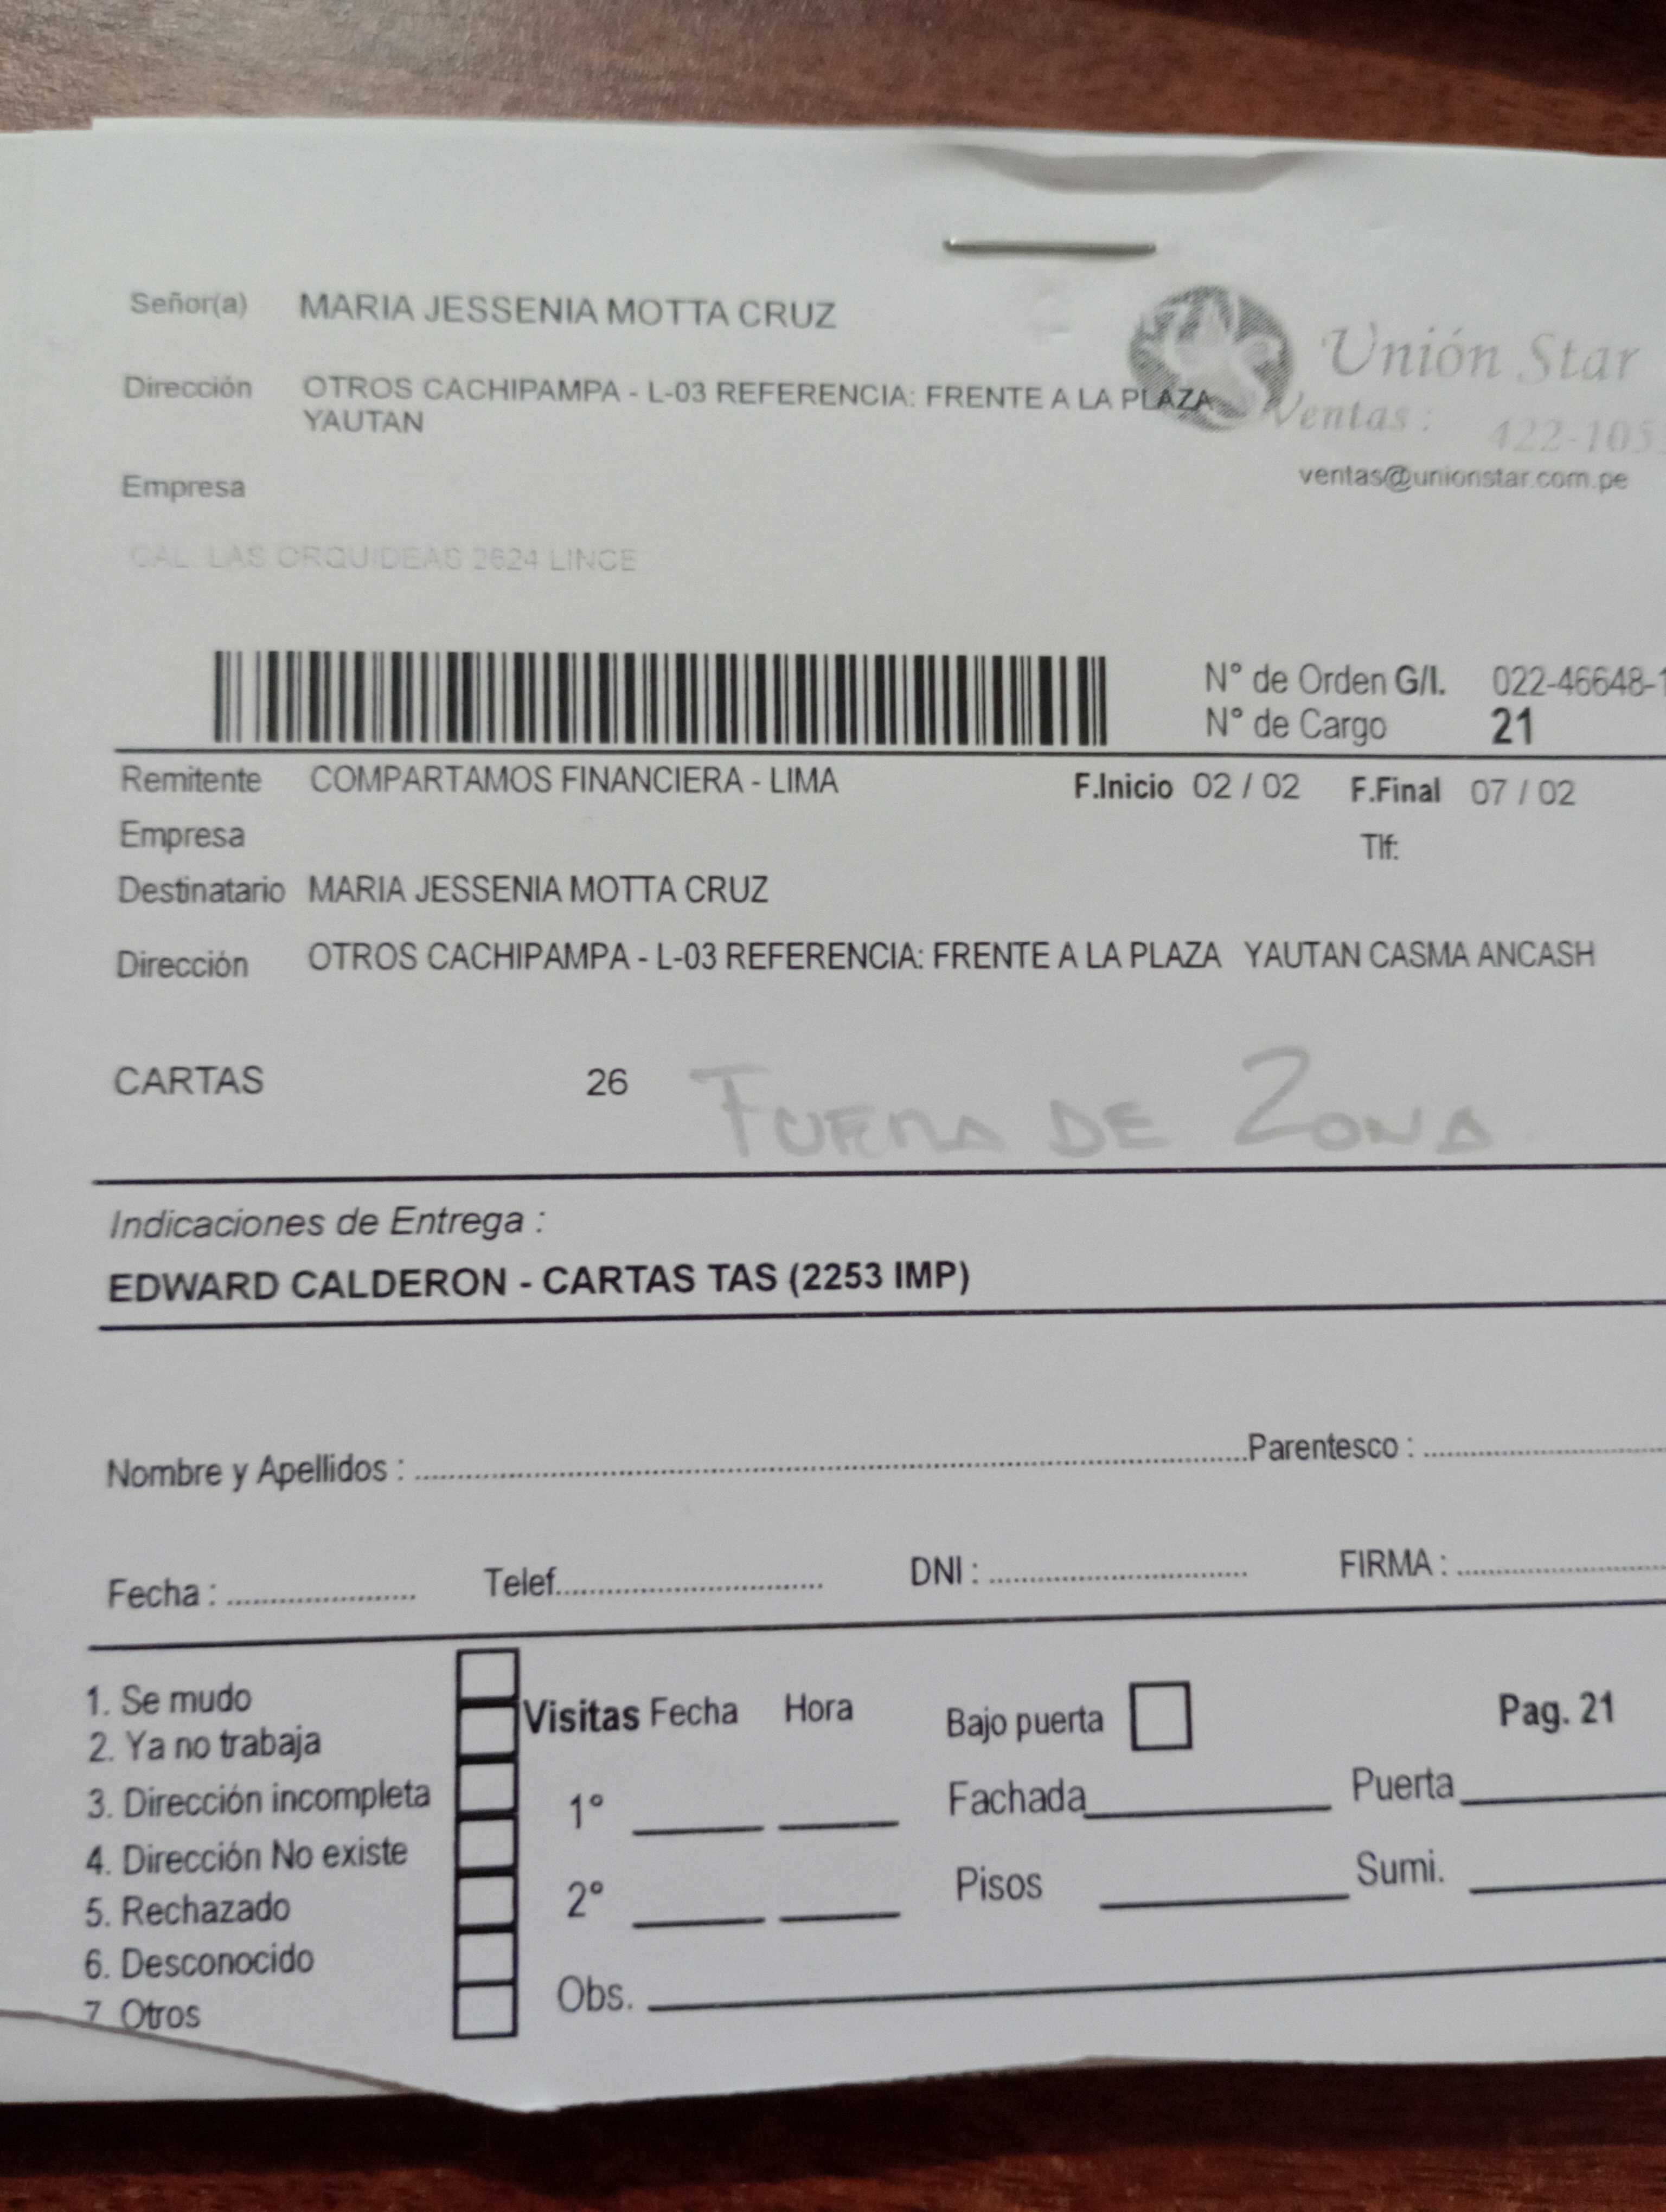 Señor(a) MARIA JESSENIA MOTTA CRUZ
Unión Star
Dirección OTROS CACHIPAMPA - L-03 REFERENCIA: FRENTE A LA PLAZA
YAUTAN
Ventas : 422-105
ventas@unionstar.com.pe
Empresa
CAL. LAS ORQUIDEAS 2624 LINCE
N° de Orden G/I. 022-46648-1
N° de Cargo 21
Remitente COMPARTAMOS FINANCIERA - LIMA F.Inicio 02 / 02 F.Final 07 / 02
Empresa Tlf:
Destinatario MARIA JESSENIA MOTTA CRUZ
Dirección OTROS CACHIPAMPA - L-03 REFERENCIA: FRENTE A LA PLAZA YAUTAN CASMA ANCASH
CARTAS 26 FUERA DE ZONA
Indicaciones de Entrega :
EDWARD CALDERON - CARTAS TAS (2253 IMP)
Nombre y Apellidos : Parentesco :
Fecha : Telef. DNI : FIRMA :
1. Se mudo
2. Ya no trabaja
3. Dirección incompleta
4. Dirección No existe
5. Rechazado
6. Desconocido
7 Otros
Visitas Fecha Hora
1°
2°
Obs.
Bajo puerta Pag. 21
Fachada Puerta
Pisos Sumi.